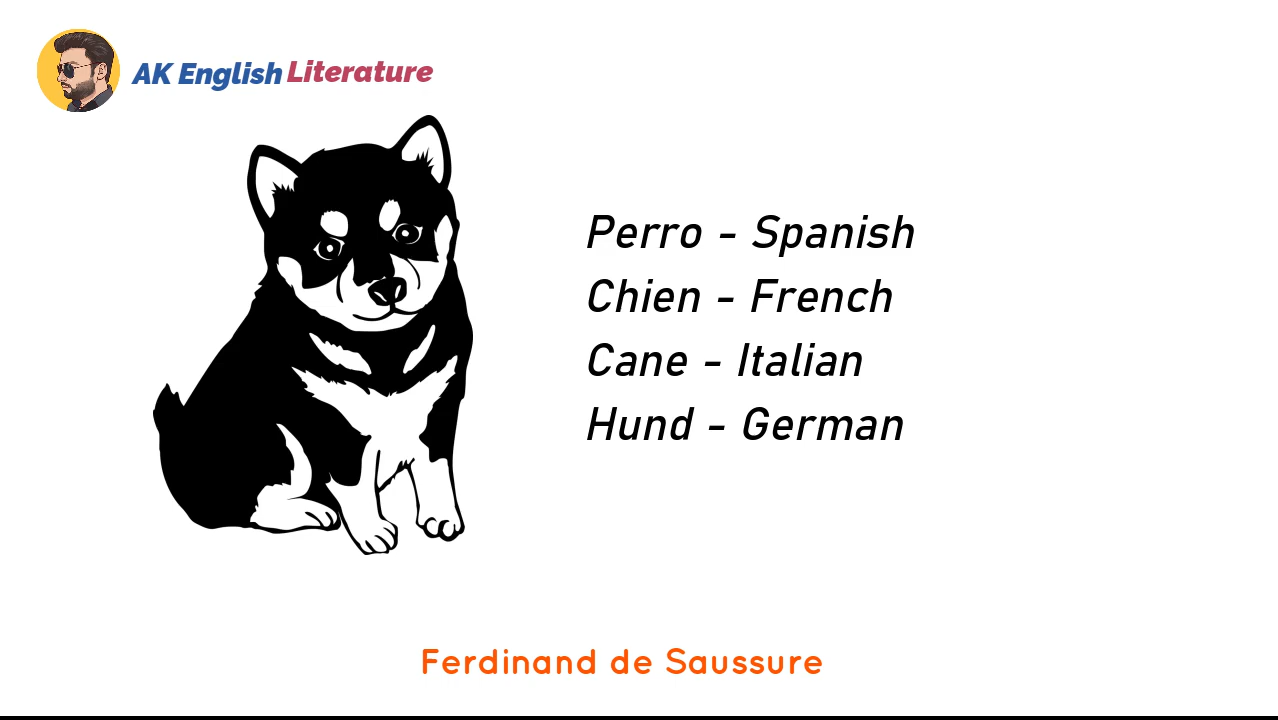 AK English Literature
Perro - Spanish
Chien - French
Cane - Italian
Hund - German
Ferdinand de Saussure